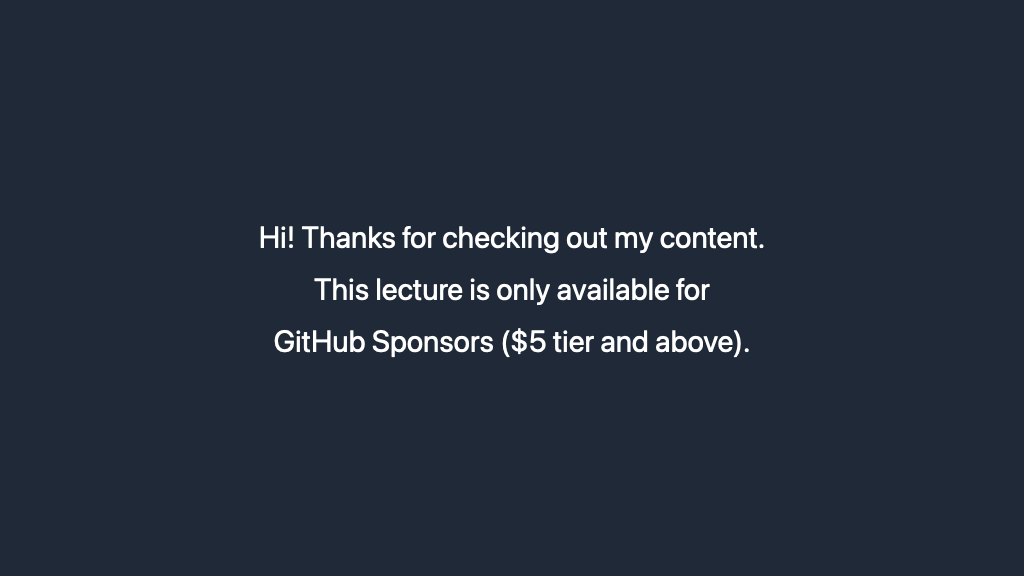 Hi! Thanks for checking out my content.
This lecture is only available for
GitHub Sponsors ($5 tier and above).